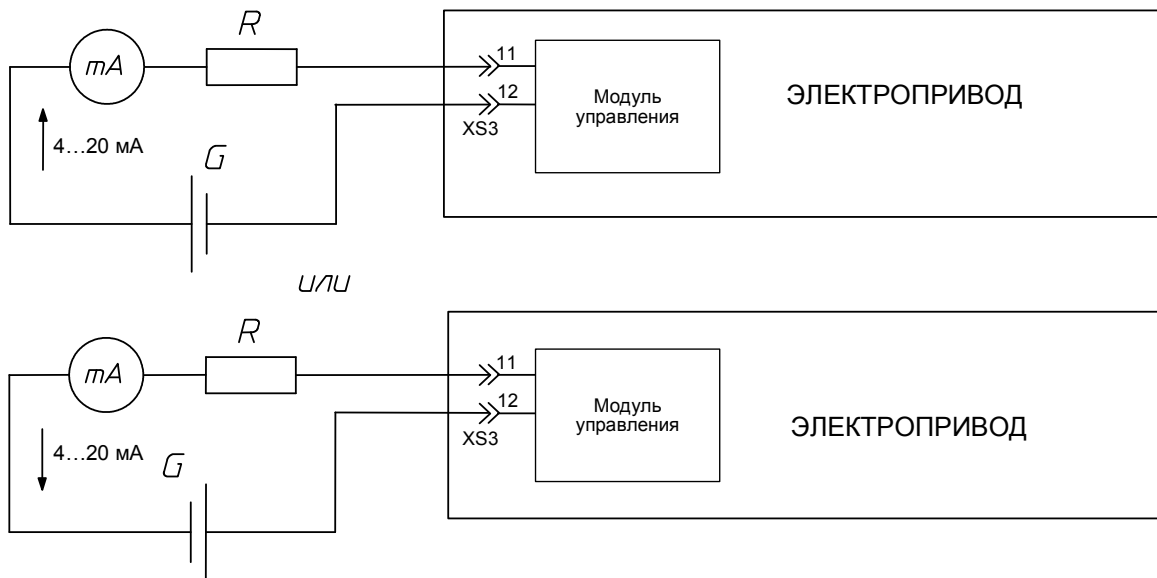 R
mA
11
12
XS3
Модуль
управления
ЭЛЕКТРОПРИВОД
4...20 мА
G
или
R
mA
11
12
XS3
Модуль
управления
ЭЛЕКТРОПРИВОД
4...20 мА
G